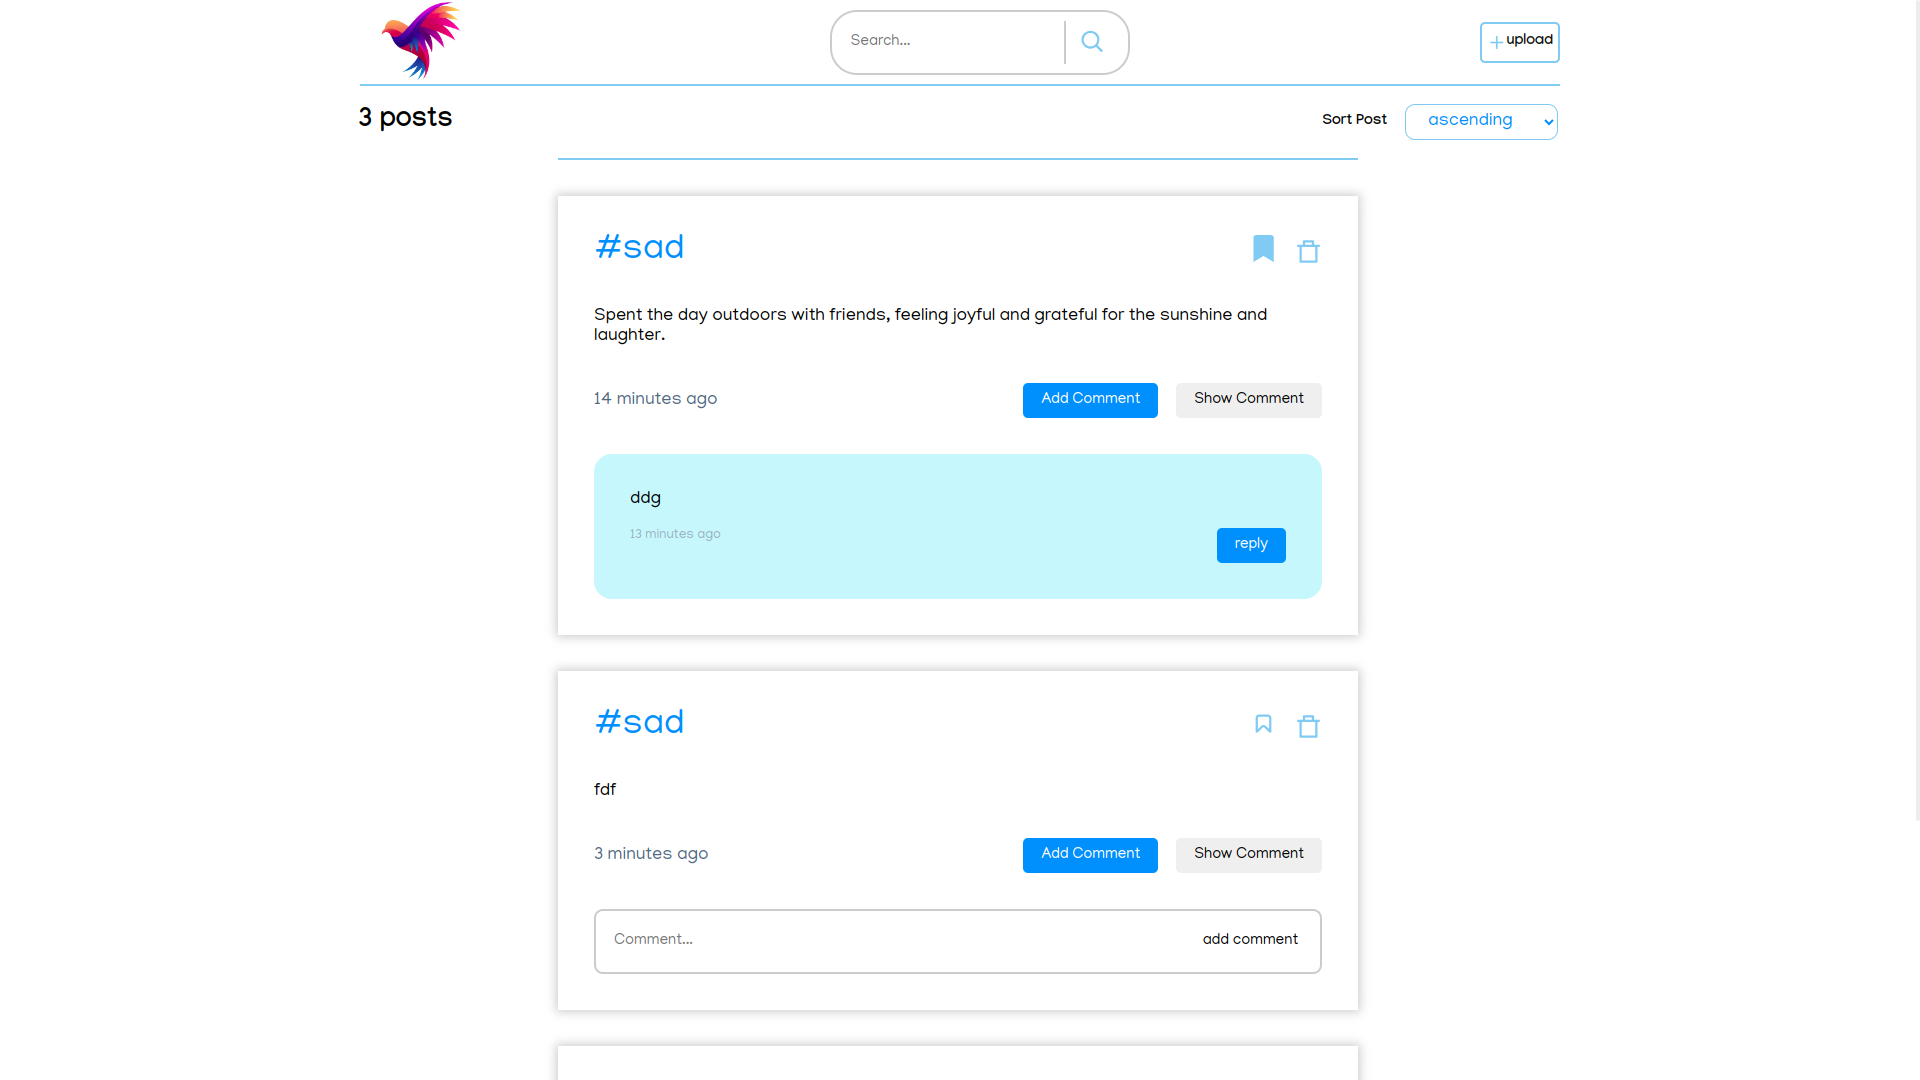 Search...
+upload
3 posts
Sort Post
ascending
#sad
Spent the day outdoors with friends, feeling joyful and grateful for the sunshine and
laughter.
14 minutes ago
Add Comment
Show Comment
ddg
13 minutes ago
reply
#sad
fdf
3 minutes ago
Add Comment
Show Comment
Comment...
add comment